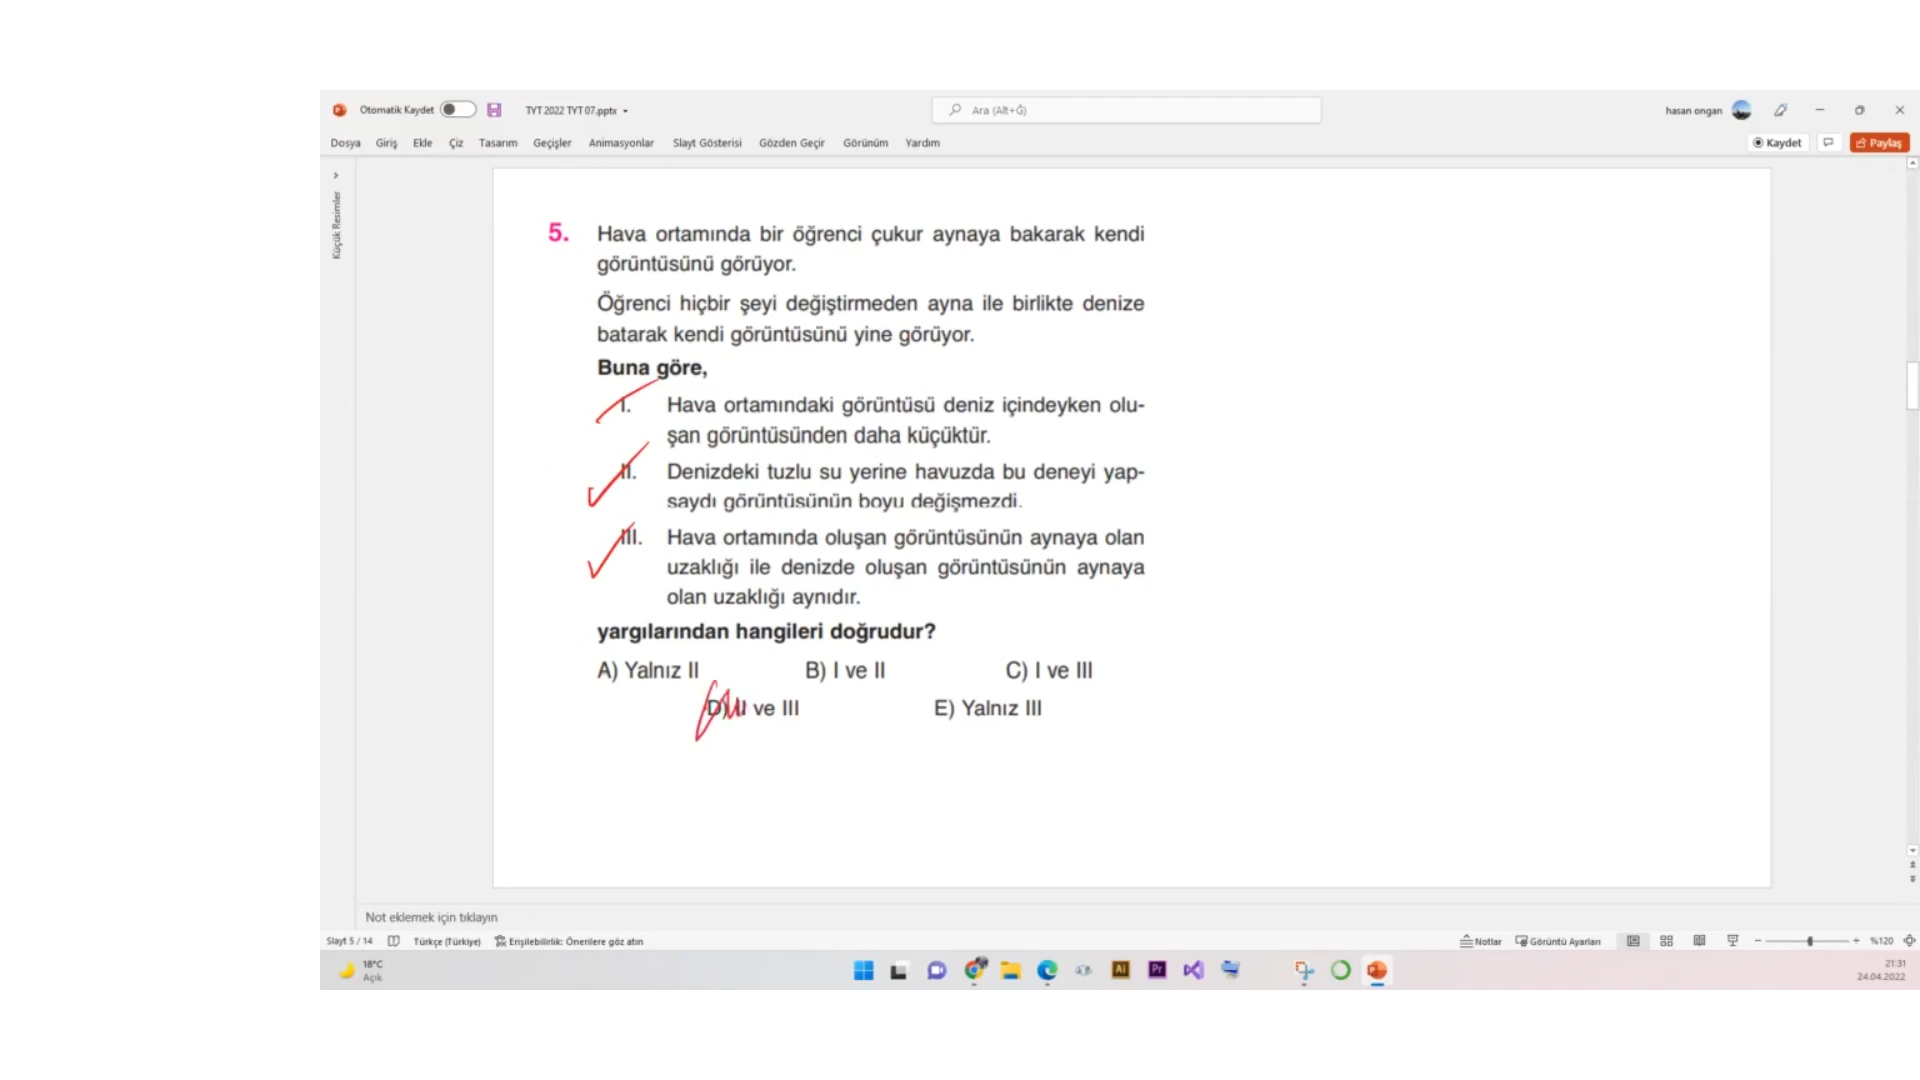 Otomatik Kaydet
TYT 2022 TYT 07.pptx
Ara (Alt+Ğ)
hasan ongan
Dosya Giriş Ekle Çiz Tasarım Geçişler Animasyonlar Slayt Gösterisi Gözden Geçir Görünüm Yardım
Kaydet
Paylaş
Küçük Resimler
5. Hava ortamında bir öğrenci çukur aynaya bakarak kendi
görüntüsünü görüyor.
Öğrenci hiçbir şeyi değiştirmeden ayna ile birlikte denize
batarak kendi görüntüsünü yine görüyor.
Buna göre,
I. Hava ortamındaki görüntüsü deniz içindeyken olu-
şan görüntüsünden daha küçüktür.
II. Denizdeki tuzlu su yerine havuzda bu deneyi yap-
saydı görüntüsünün boyu değişmezdi.
III. Hava ortamında oluşan görüntüsünün aynaya olan
uzaklığı ile denizde oluşan görüntüsünün aynaya
olan uzaklığı aynıdır.
yargılarından hangileri doğrudur?
A) Yalnız II B) I ve II C) I ve III
D) II ve III E) Yalnız III
Not eklemek için tıklayın
Slayt 5 / 14 Türkçe (Türkiye) Erişilebilirlik: Önerilere göz atın
Notlar Görüntü Ayarları
%120
18°C
Açık
Ai
Pr
21:31
24.04.2022